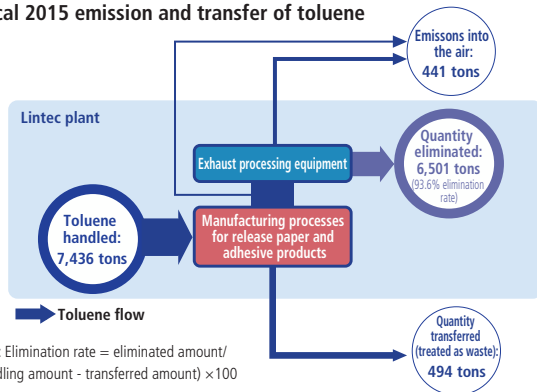 cal 2015 emission and transfer of toluene
Emissons into
the air:
441 tons
Lintec plant
Exhaust processing equipment
Quantity
eliminated:
6,501 tons
(93.6% elimination
rate)
Toluene
handled:
7,436 tons
Manufacturing processes
for release paper and
adhesive products
Toluene flow
: Elimination rate = eliminated amount/
dling amount - transferred amount) ×100
Quantity
transferred
(treated as waste):
494 tons